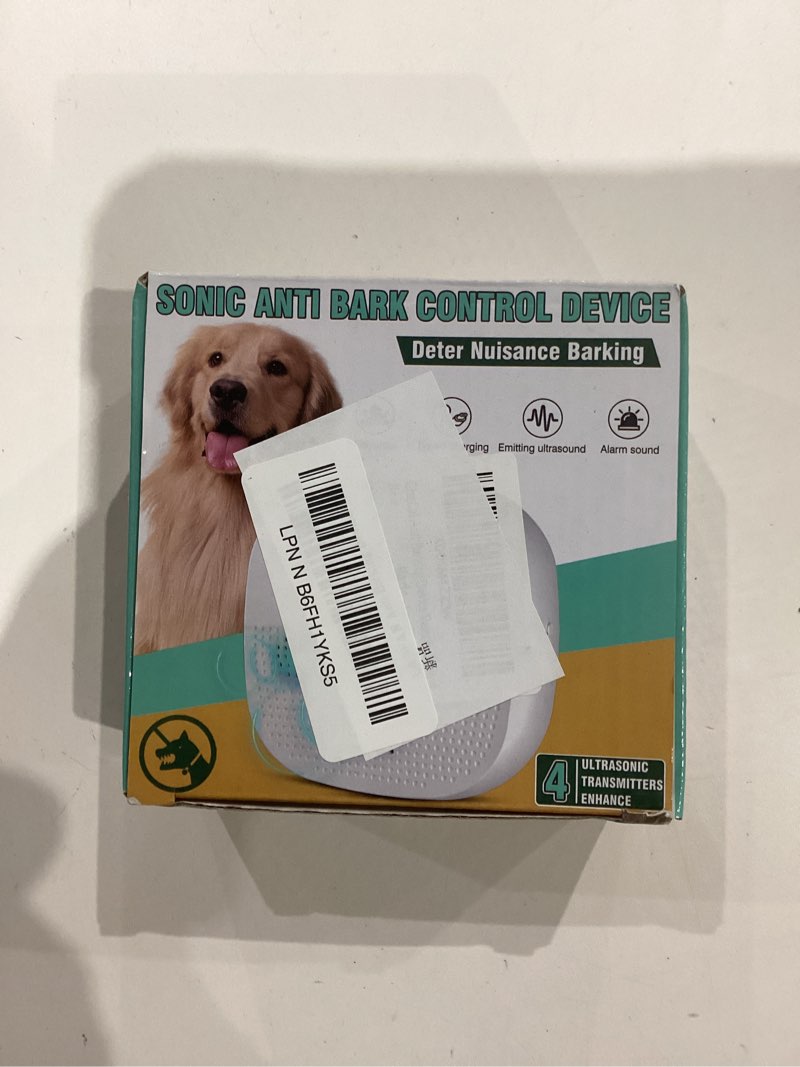 SONIC ANTI BARK CONTROL DEVICE
Deter Nuisance Barking
rging
Emitting ultrasound
Alarm sound
LPN N B6FH1YKS5
4
ULTRASONIC
TRANSMITTERS
ENHANCE